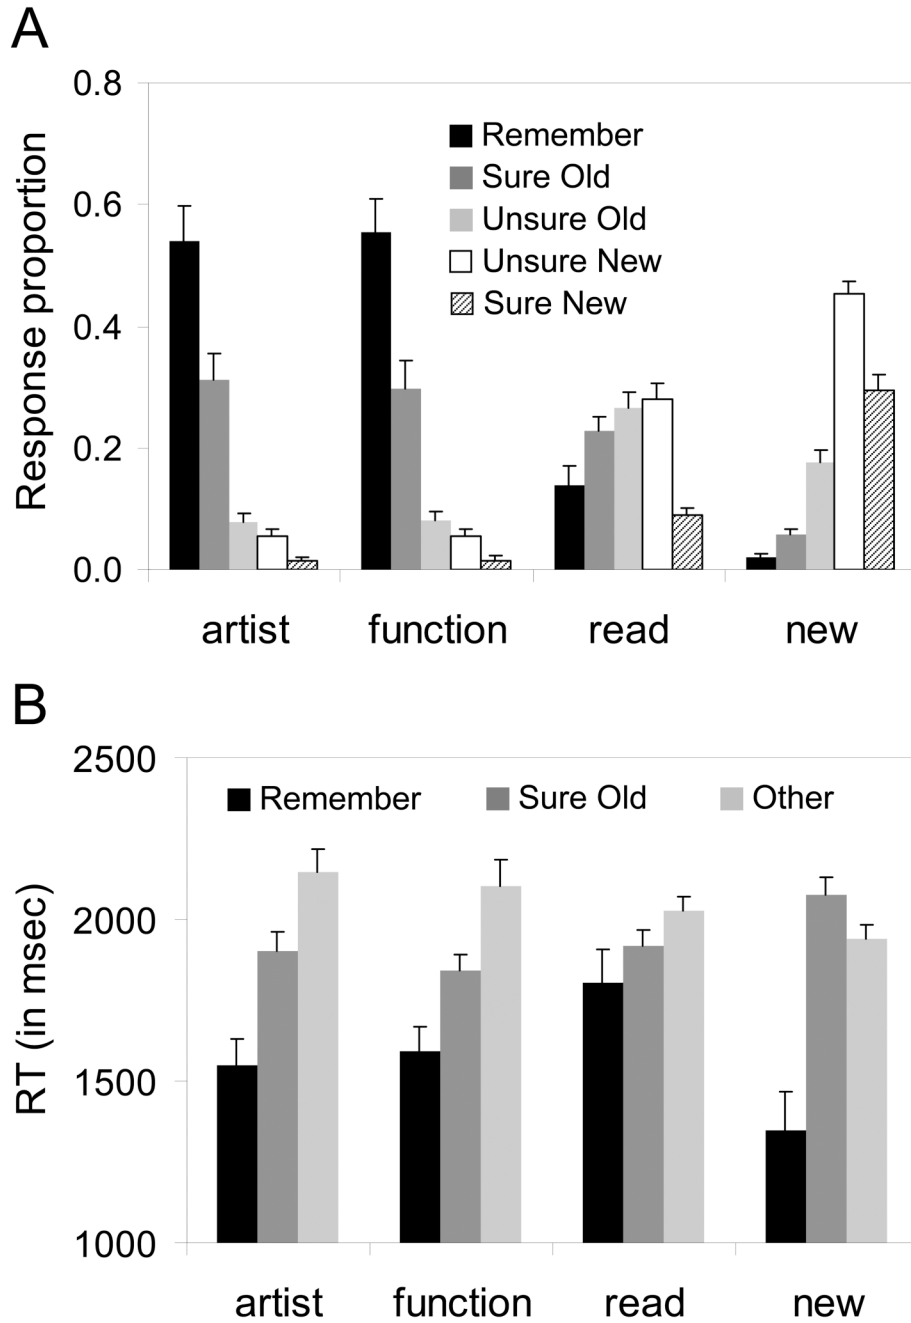 A
Response proportion
0.8
0.6
0.4
0.2
0.0
Remember
Sure Old
Unsure Old
Unsure New
Sure New
artist function read new
B
RT (in msec)
2500
2000
1500
1000
Remember Sure Old Other
artist function read new